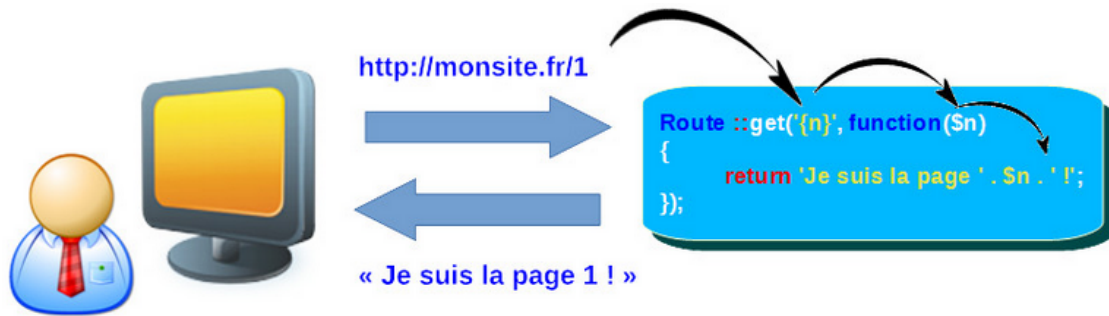 http://monsite.fr/1
Route ::get('{n}', function($n)
{
return 'Je suis la page ' . $n . ' !';
});
« Je suis la page 1 ! »